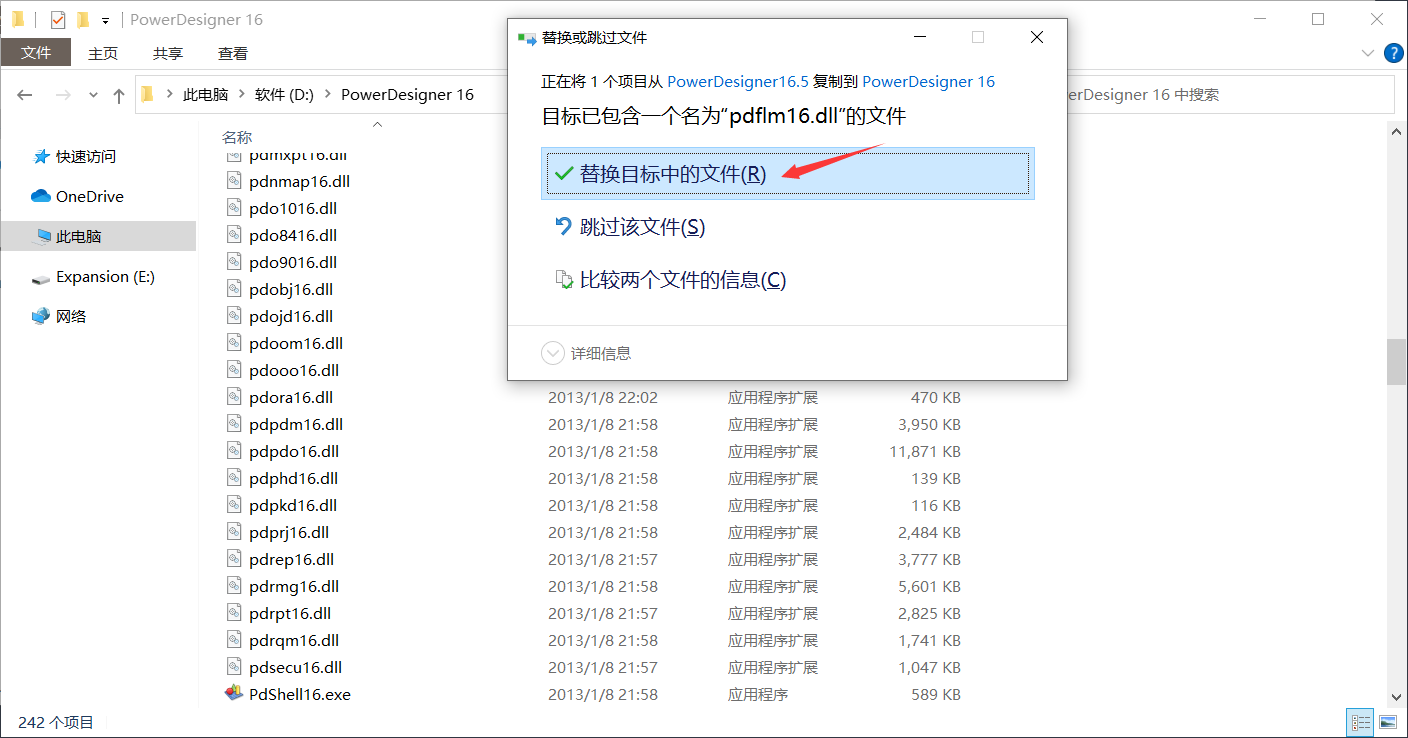 PowerDesigner 16
文件 主页 共享 查看
此电脑 软件 (D:) PowerDesigner 16
erDesigner 16 中搜索
替换或跳过文件
正在将 1 个项目从 PowerDesigner16.5 复制到 PowerDesigner 16
目标已包含一个名为“pdflm16.dll”的文件
替换目标中的文件(R)
跳过该文件(S)
比较两个文件的信息(C)
详细信息
快速访问
OneDrive
此电脑
Expansion (E:)
网络
名称
pdmxpt16.dll
pdnmap16.dll
pdo1016.dll
pdo8416.dll
pdo9016.dll
pdobj16.dll
pdojd16.dll
pdoom16.dll
pdooo16.dll
pdora16.dll 2013/1/8 22:02 应用程序扩展 470 KB
pdpdm16.dll 2013/1/8 21:58 应用程序扩展 3,950 KB
pdpdo16.dll 2013/1/8 21:58 应用程序扩展 11,871 KB
pdphd16.dll 2013/1/8 21:58 应用程序扩展 139 KB
pdpkd16.dll 2013/1/8 21:58 应用程序扩展 116 KB
pdprj16.dll 2013/1/8 21:58 应用程序扩展 2,484 KB
pdrep16.dll 2013/1/8 21:57 应用程序扩展 3,777 KB
pdrmg16.dll 2013/1/8 21:58 应用程序扩展 5,601 KB
pdrpt16.dll 2013/1/8 21:57 应用程序扩展 2,825 KB
pdrqm16.dll 2013/1/8 21:58 应用程序扩展 1,741 KB
pdsecu16.dll 2013/1/8 21:57 应用程序扩展 1,047 KB
PdShell16.exe 2013/1/8 21:58 应用程序 589 KB
242 个项目